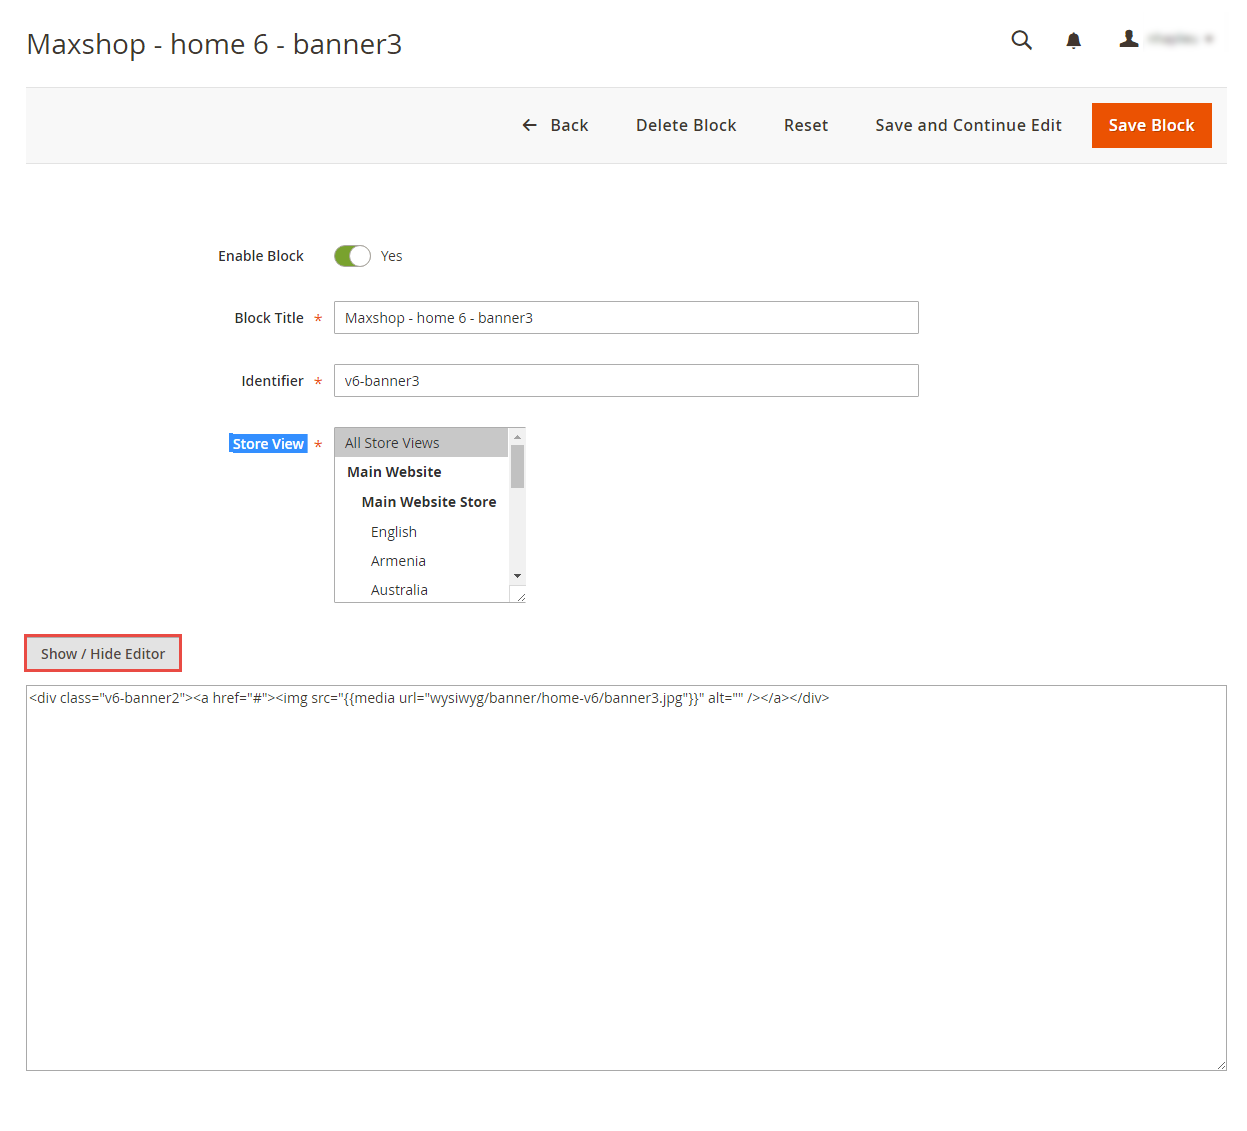 Maxshop - home 6 - banner3
Back Delete Block Reset Save and Continue Edit Save Block
Enable Block Yes
Block Title * Maxshop - home 6 - banner3
Identifier * v6-banner3
Store View * All Store Views
Main Website
Main Website Store
English
Armenia
Australia
Show / Hide Editor
<div class="v6-banner2"><a href="#"><img src="{{media url="wysiwyg/banner/home-v6/banner3.jpg"}}" alt="" /></a></div>